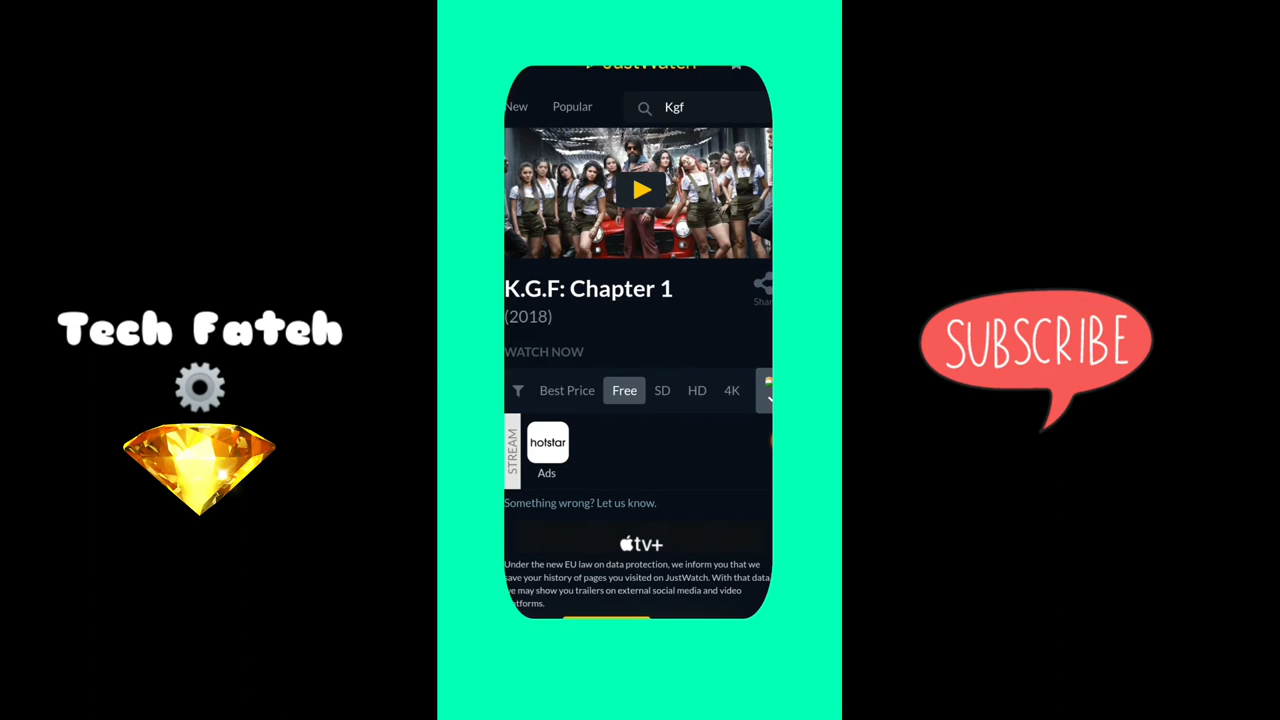 Tech Fateh
JustWatch
New Popular Kgf
K.G.F: Chapter 1
Shar
(2018)
WATCH NOW
Best Price Free SD HD 4K
STREAM
hotstar
Ads
Something wrong? Let us know.
tv+
Under the new EU law on data protection, we inform you that we
save your history of pages you visited on JustWatch. With that data,
we may show you trailers on external social media and video
platforms.
SUBSCRIBE